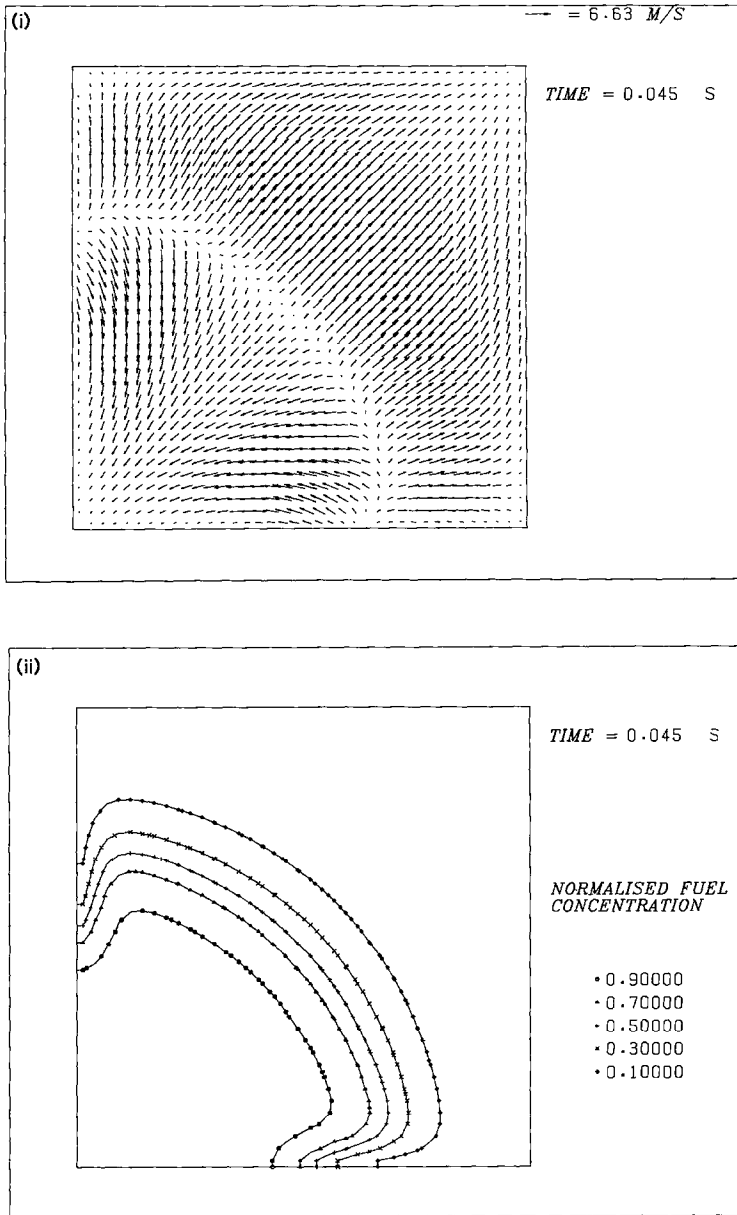 (i)
= 6.63 M/S
TIME = 0.045 S
(ii)
TIME = 0.045 S
NORMALISED FUEL
CONCENTRATION
0.90000
0.70000
0.50000
0.30000
0.10000